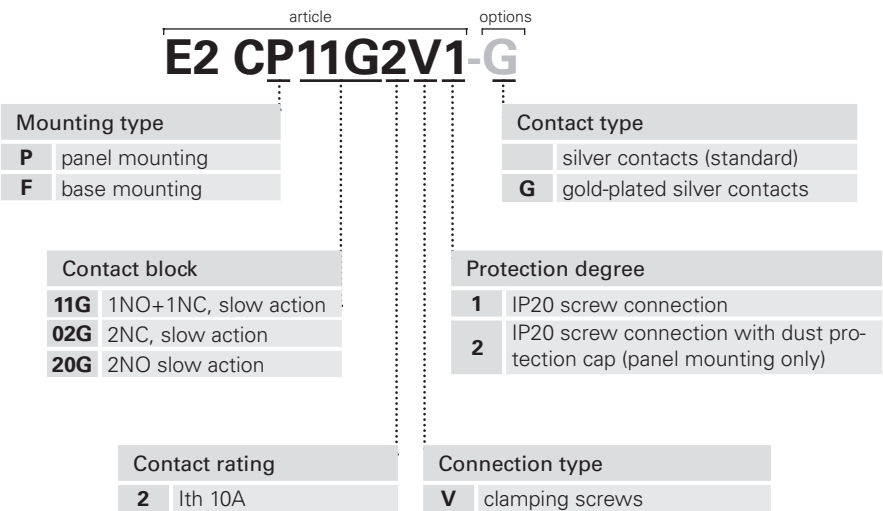 article options
E2 CP11G2V1-G
Mounting type
P panel mounting
F base mounting
Contact type
silver contacts (standard)
G gold-plated silver contacts
Contact block
11G 1NO+1NC, slow action
02G 2NC, slow action
20G 2NO slow action
Protection degree
1 IP20 screw connection
2 IP20 screw connection with dust pro-
tection cap (panel mounting only)
Contact rating
2 Ith 10A
Connection type
V clamping screws